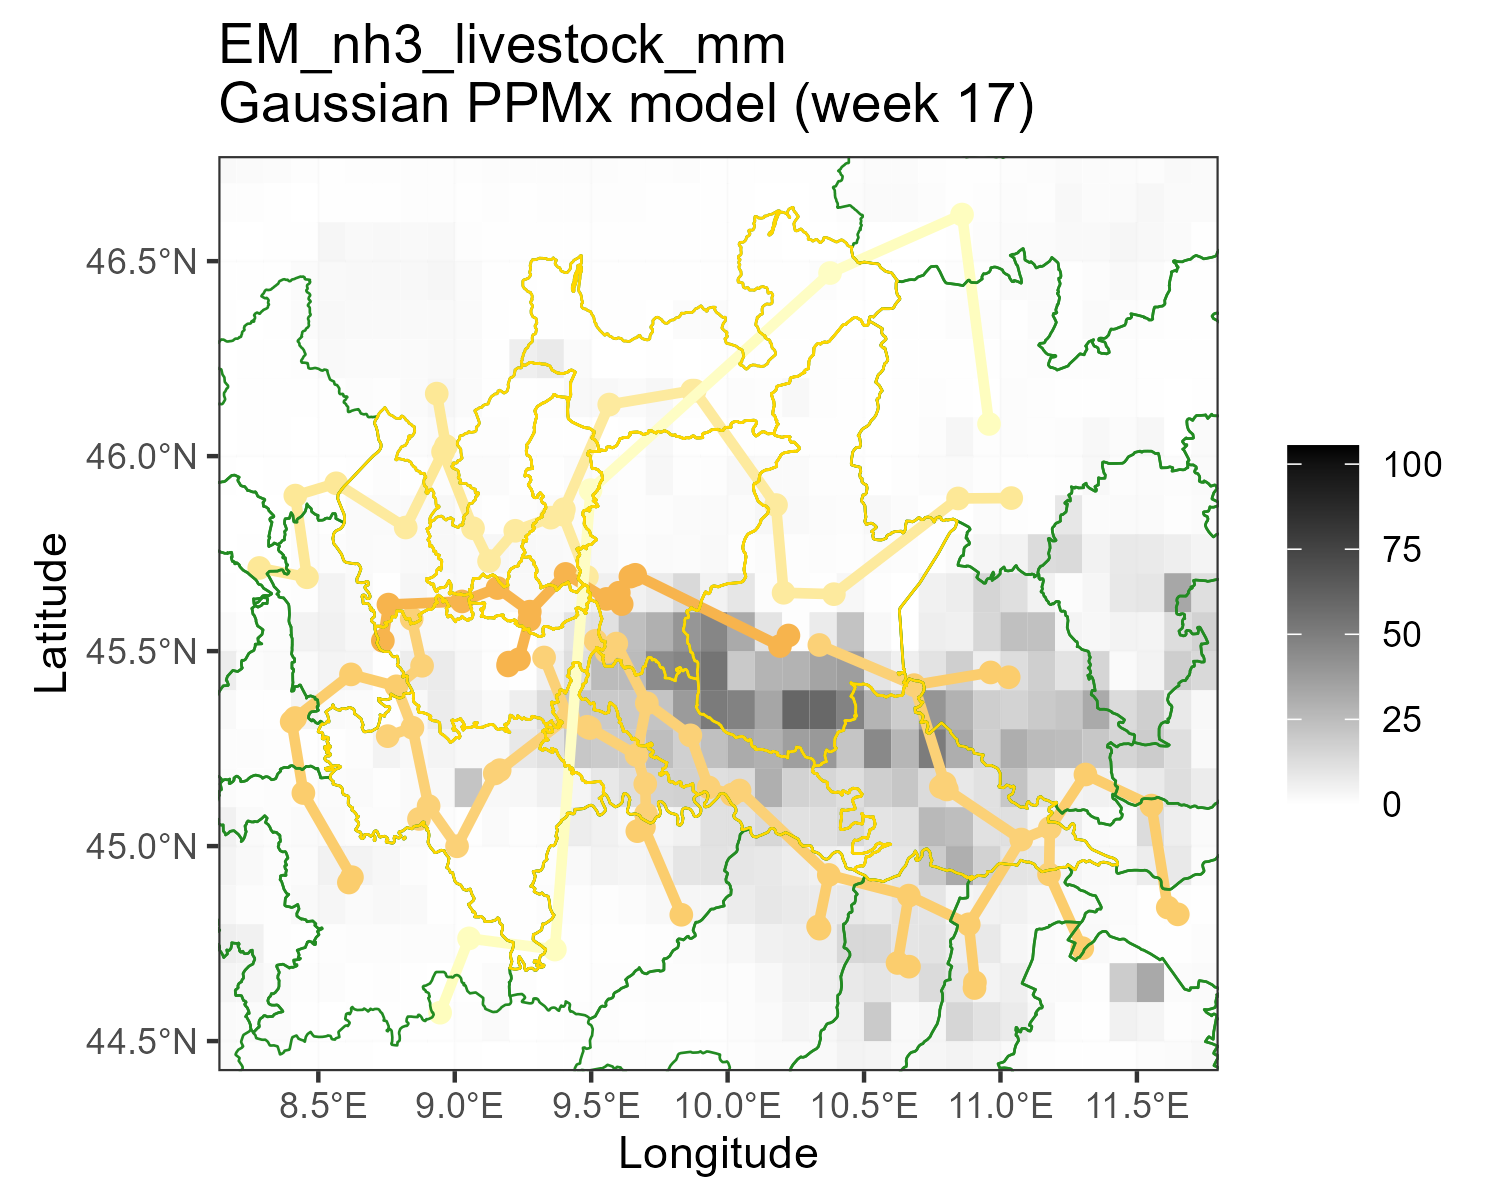 EM_nh3_livestock_mm
Gaussian PPMx model (week 17)
46.5°N
46.0°N
45.5°N
45.0°N
44.5°N
Latitude
8.5°E
9.0°E
9.5°E
10.0°E
10.5°E
11.0°E
11.5°E
Longitude
100
75
50
25
0